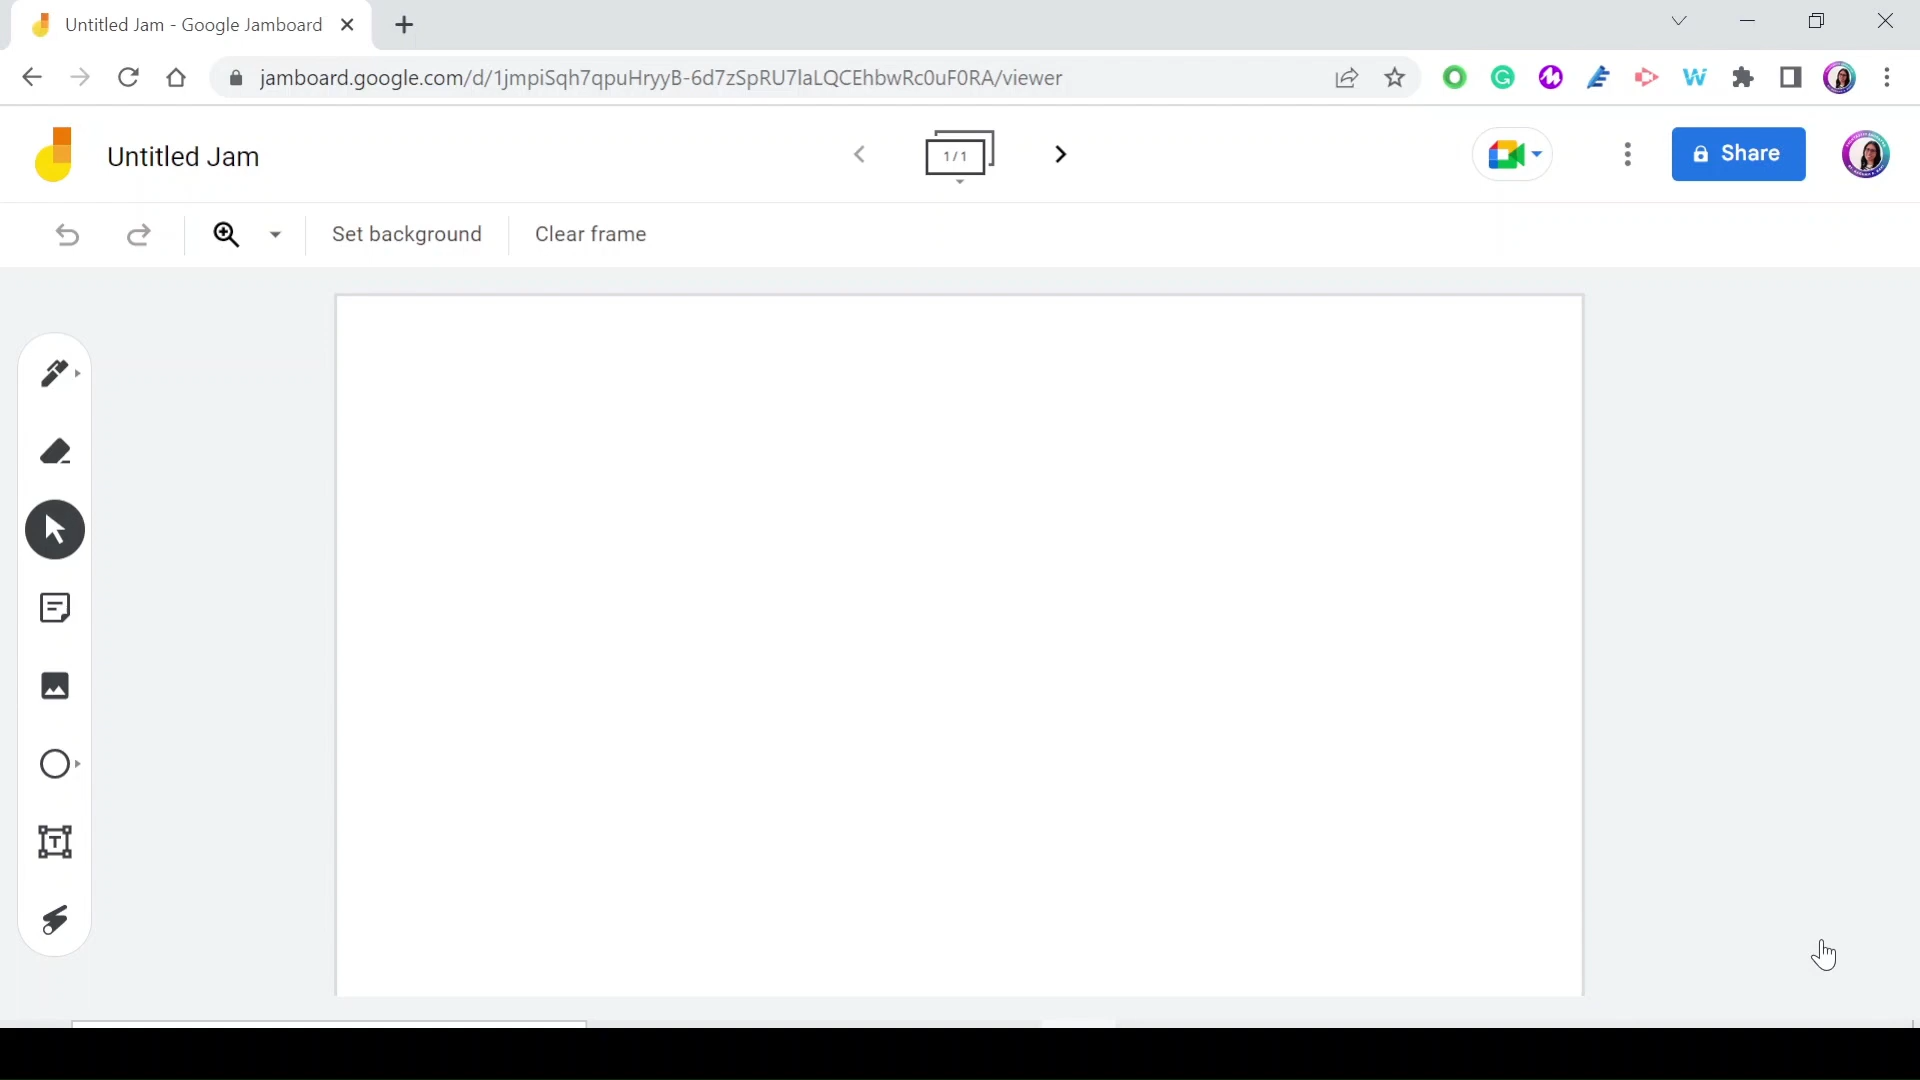 Untitled Jam - Google Jamboard
jamboard.google.com/d/1jmpiSqh7qpuHryyB-6d7zSpRU7laLQCEhbwRc0uF0RA/viewer
Untitled Jam
1/1
Share
Set background
Clear frame